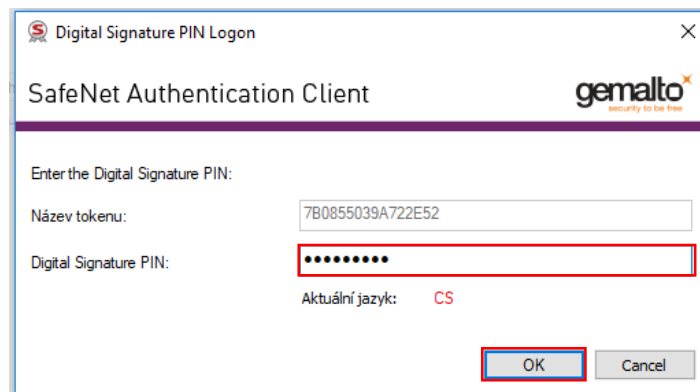 Digital Signature PIN Logon
SafeNet Authentication Client
gemalto
security to be free
Enter the Digital Signature PIN:
Název tokenu:
7B0855039A722E52
Digital Signature PIN:
•••••••••
Aktuální jazyk: CS
OK
Cancel